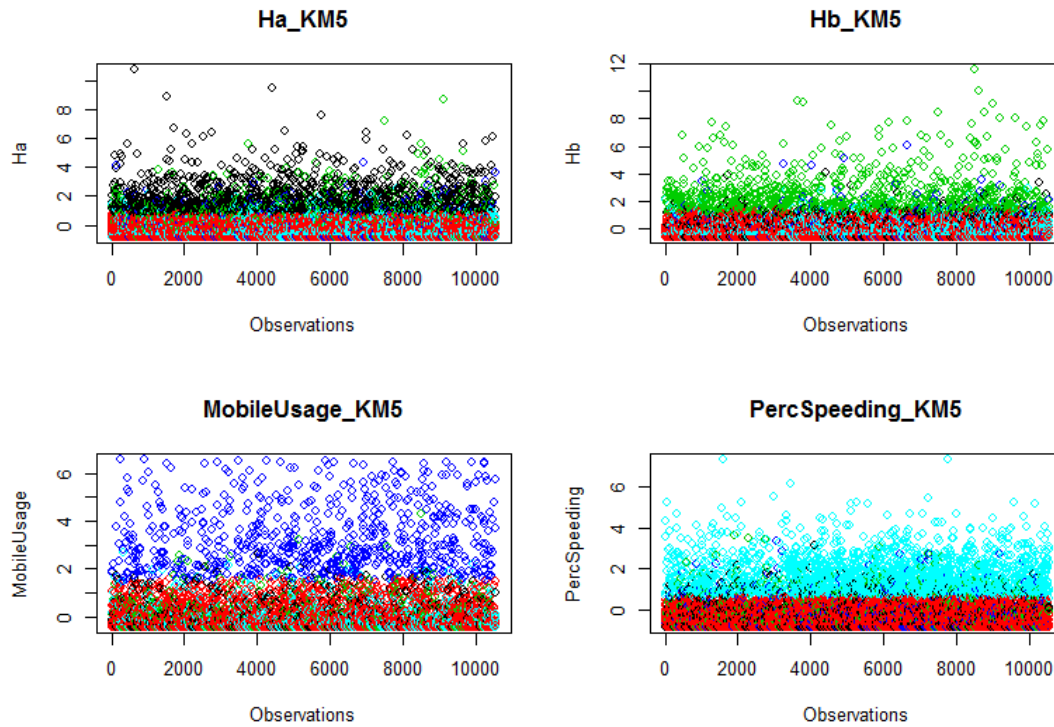 Ha_KM5
Hb_KM5
Ha
8
6
4
2
0
0 2000 4000 6000 8000 10000
Observations
Hb
12
8
6
4
2
0
0 2000 4000 6000 8000 10000
Observations
MobileUsage_KM5
PercSpeeding_KM5
MobileUsage
6
4
2
0
0 2000 4000 6000 8000 10000
Observations
PercSpeeding
6
4
2
0
0 2000 4000 6000 8000 10000
Observations